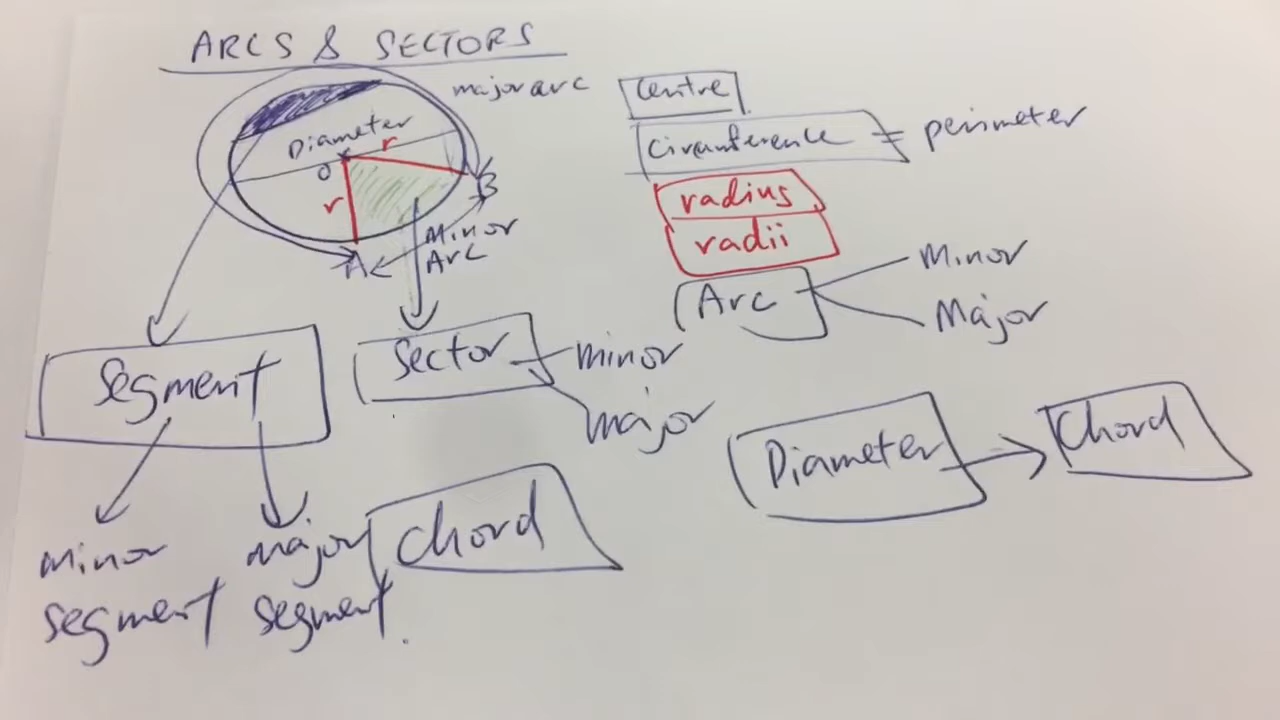 ARCS & SECTORS
major arc
Diameter
O
r
r
B
A
Minor
Arc
Centre
Circumference = perimeter
radius
radii
Arc
Minor
Major
Segment
Sector
minor
major
minor
segment
major
segment
Chord
Diameter
Chord